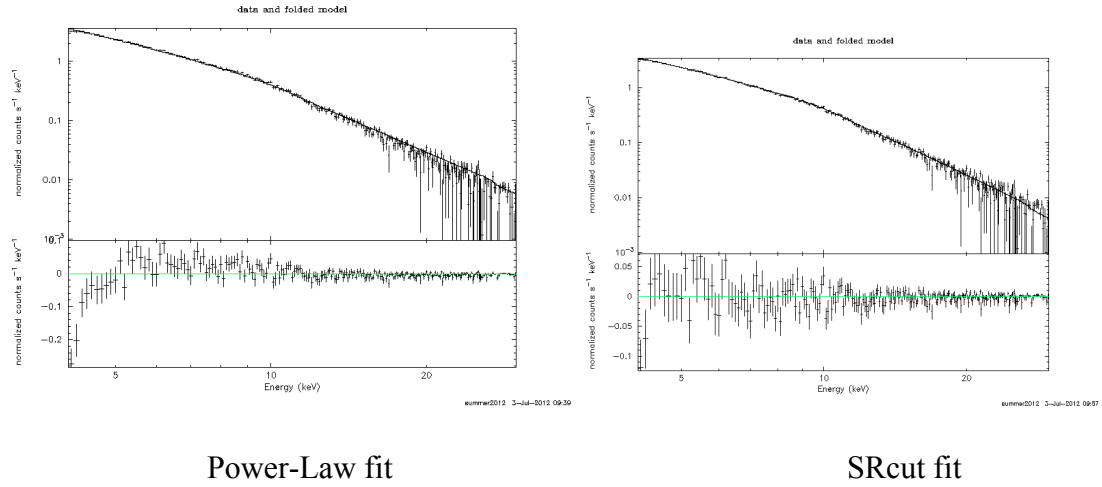 data and folded model
normalized counts s⁻¹ keV⁻¹
1
0.1
0.01
10⁻³
normalized counts s⁻¹ keV⁻¹
0.1
0
−0.1
−0.2
5
10
20
Energy (keV)
summer2012 3-Jul-2012 09:39
data and folded model
normalized counts s⁻¹ keV⁻¹
1
0.1
0.01
10⁻³
normalized counts s⁻¹ keV⁻¹
0.05
0
−0.05
−0.1
5
10
20
Energy (keV)
summer2012 3-Jul-2012 09:57
Power-Law fit
SRcut fit